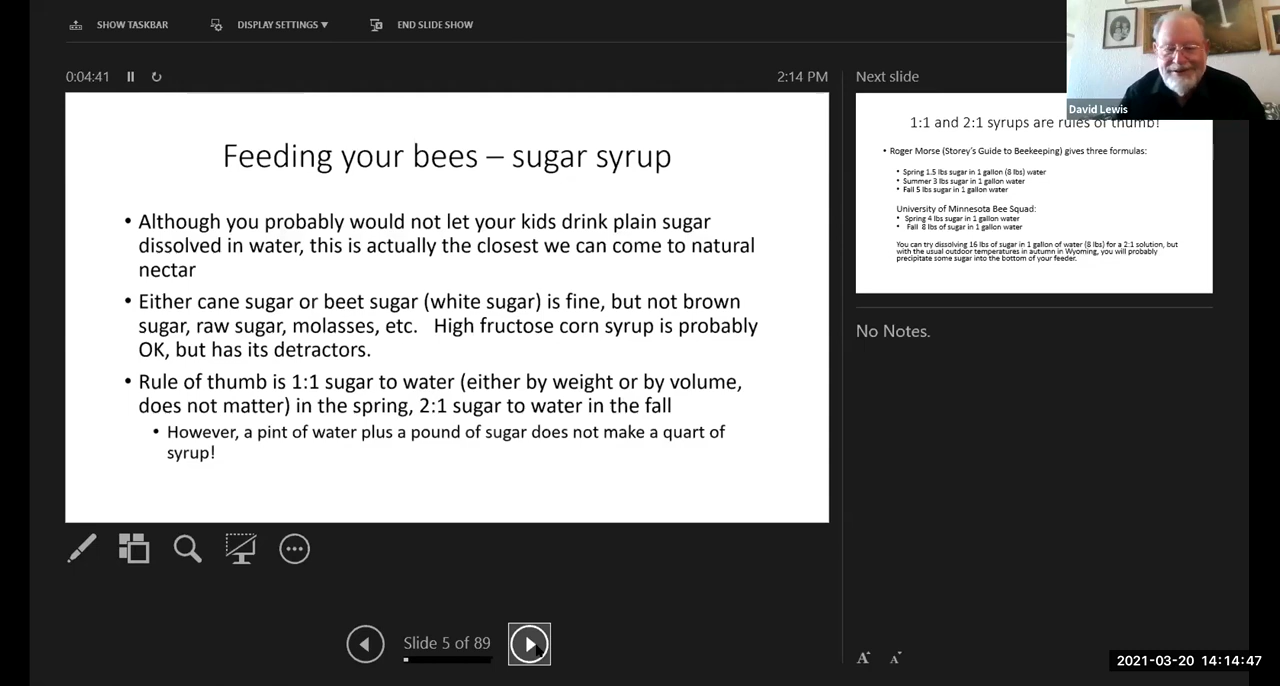 SHOW TASKBAR
DISPLAY SETTINGS ▼
END SLIDE SHOW
0:04:41
2:14 PM
Feeding your bees – sugar syrup
• Although you probably would not let your kids drink plain sugar
dissolved in water, this is actually the closest we can come to natural
nectar
• Either cane sugar or beet sugar (white sugar) is fine, but not brown
sugar, raw sugar, molasses, etc. High fructose corn syrup is probably
OK, but has its detractors.
• Rule of thumb is 1:1 sugar to water (either by weight or by volume,
does not matter) in the spring, 2:1 sugar to water in the fall
• However, a pint of water plus a pound of sugar does not make a quart of
syrup!
Slide 5 of 89
Next slide
David Lewis
1:1 and 2:1 syrups are rules of thumb!
• Roger Morse (Storey's Guide to Beekeeping) gives three formulas:
• Spring 1.5 lbs sugar in 1 gallon (8 lbs) water
• Summer 3 lbs sugar in 1 gallon water
• Fall 5 lbs sugar in 1 gallon water
University of Minnesota Bee Squad:
• Spring 4 lbs sugar in 1 gallon water
• Fall 8 lbs of sugar in 1 gallon water
You can try dissolving 16 lbs of sugar in 1 gallon of water (8 lbs) for a 2:1 solution, but
with the usual outdoor temperatures in autumn in Wyoming, you will probably
precipitate some sugar into the bottom of your feeder.
No Notes.
A A
2021-03-20 14:14:47